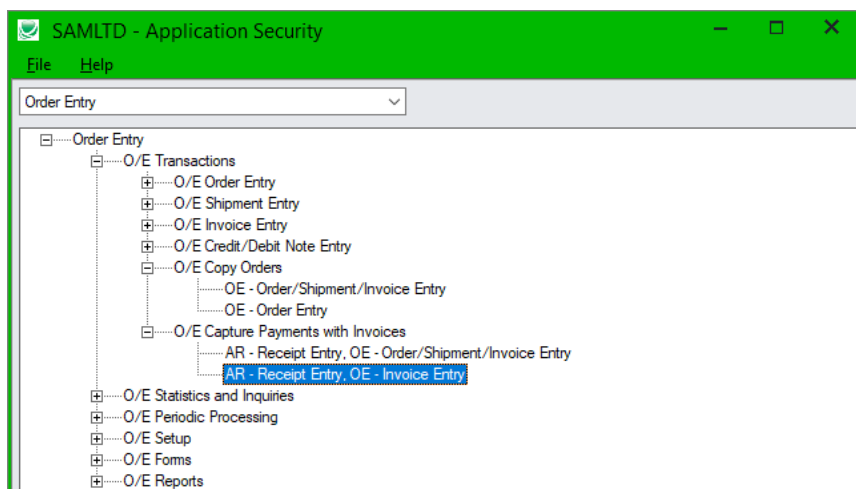 SAMLTD - Application Security
File Help
Order Entry
Order Entry
O/E Transactions
O/E Order Entry
O/E Shipment Entry
O/E Invoice Entry
O/E Credit/Debit Note Entry
O/E Copy Orders
OE - Order/Shipment/Invoice Entry
OE - Order Entry
O/E Capture Payments with Invoices
AR - Receipt Entry, OE - Order/Shipment/Invoice Entry
AR - Receipt Entry, OE - Invoice Entry
O/E Statistics and Inquiries
O/E Periodic Processing
O/E Setup
O/E Forms
O/E Reports